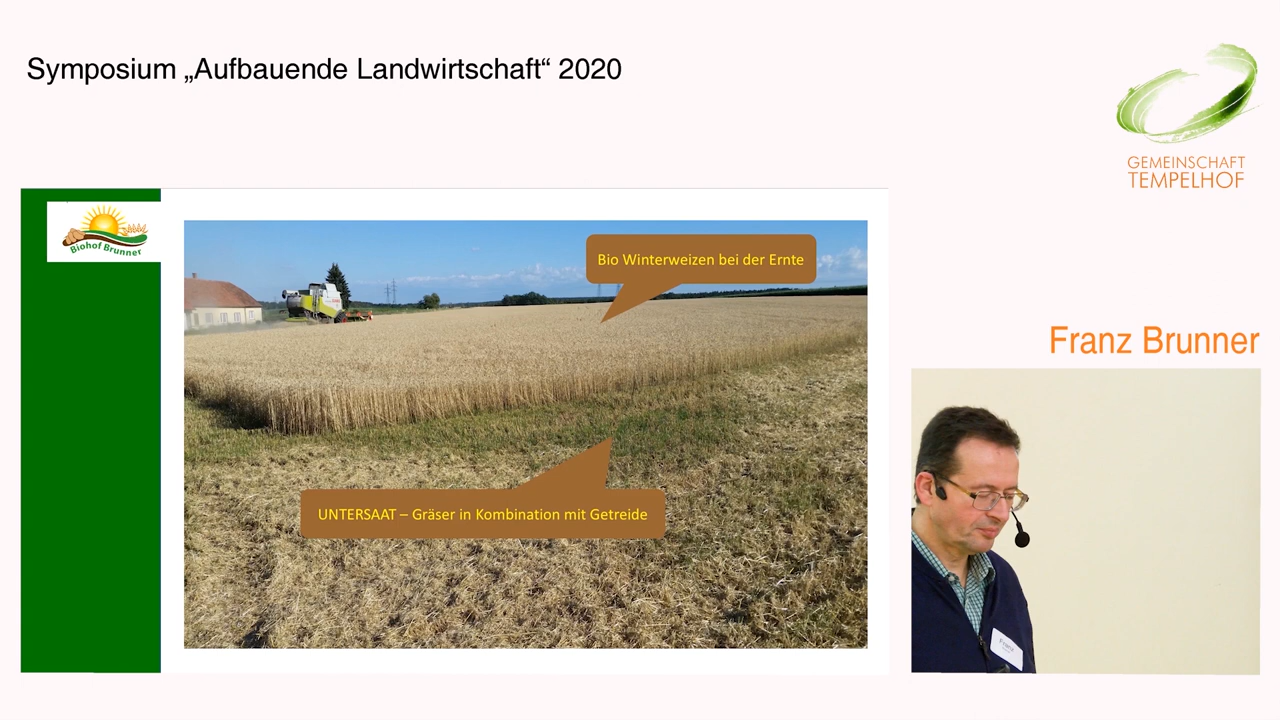 Symposium „Aufbauende Landwirtschaft“ 2020
GEMEINSCHAFT
TEMPELHOF
Biohof Brunner
Bio Winterweizen bei der Ernte
UNTERSAAT – Gräser in Kombination mit Getreide
Franz Brunner
Franz